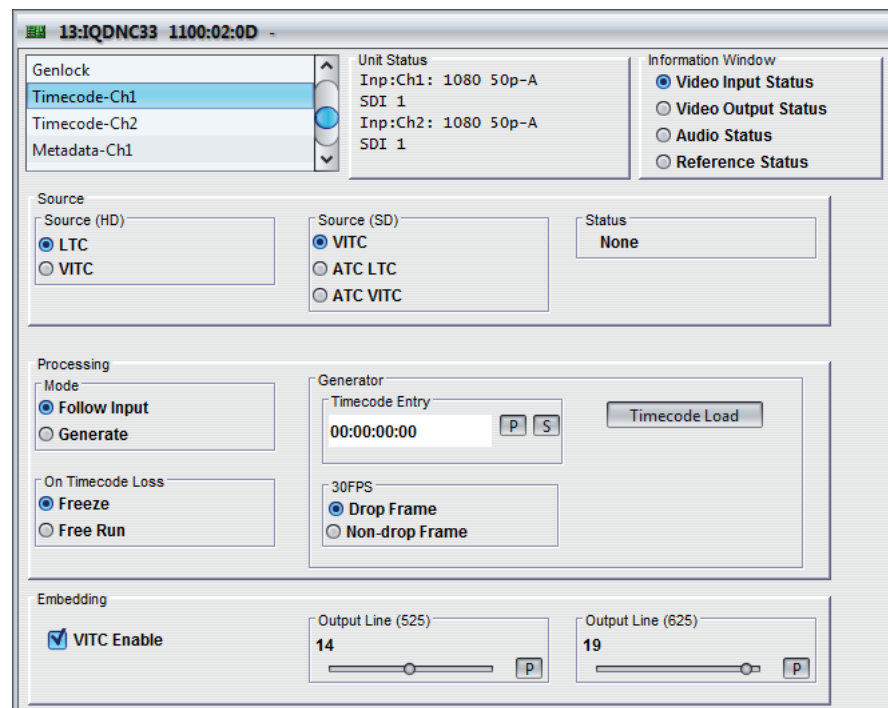 13:IQDNC33 1100:02:0D -
Genlock
Timecode-Ch1
Timecode-Ch2
Metadata-Ch1
Unit Status
Inp:Ch1: 1080 50p-A
SDI 1
Inp:Ch2: 1080 50p-A
SDI 1
Information Window
Video Input Status
Video Output Status
Audio Status
Reference Status
Source
Source (HD)
LTC
VITC
Source (SD)
VITC
ATC LTC
ATC VITC
Status
None
Processing
Mode
Follow Input
Generate
On Timecode Loss
Freeze
Free Run
Generator
Timecode Entry
00:00:00:00
P S
Timecode Load
30FPS
Drop Frame
Non-drop Frame
Embedding
VITC Enable
Output Line (525)
14
P
Output Line (625)
19
P